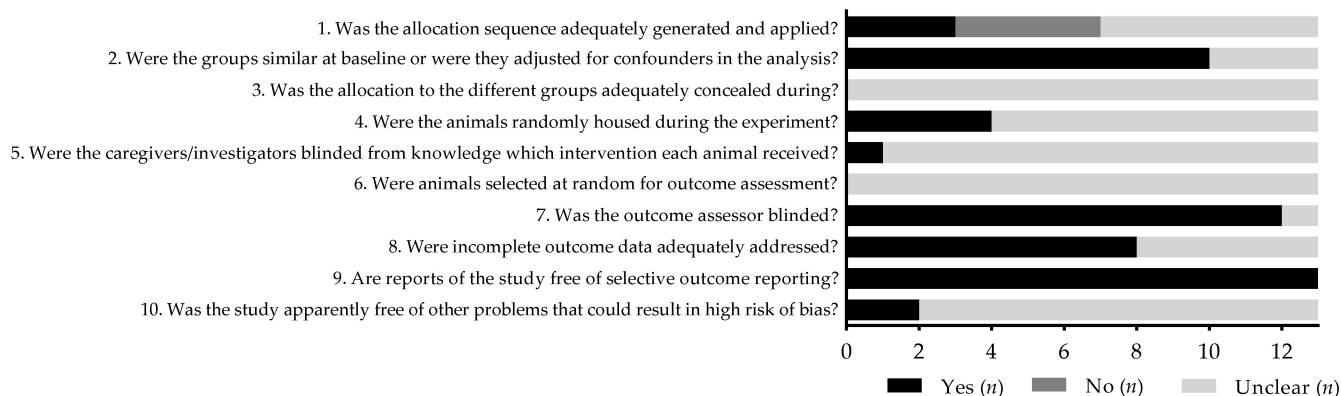 1. Was the allocation sequence adequately generated and applied?
2. Were the groups similar at baseline or were they adjusted for confounders in the analysis?
3. Was the allocation to the different groups adequately concealed during?
4. Were the animals randomly housed during the experiment?
5. Were the caregivers/investigators blinded from knowledge which intervention each animal received?
6. Were animals selected at random for outcome assessment?
7. Was the outcome assessor blinded?
8. Were incomplete outcome data adequately addressed?
9. Are reports of the study free of selective outcome reporting?
10. Was the study apparently free of other problems that could result in high risk of bias?
0 2 4 6 8 10 12
Yes (n) No (n) Unclear (n)